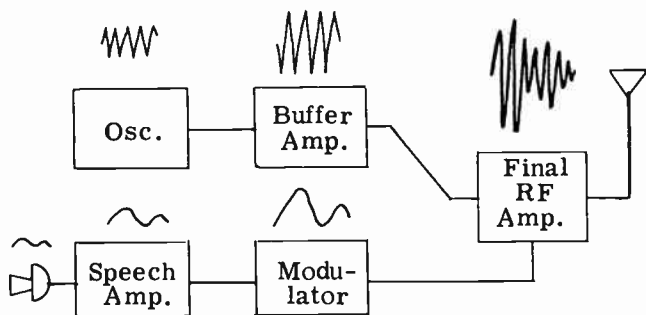 Osc.
Buffer
Amp.
Final
RF
Amp.
Speech
Amp.
Modu-
lator